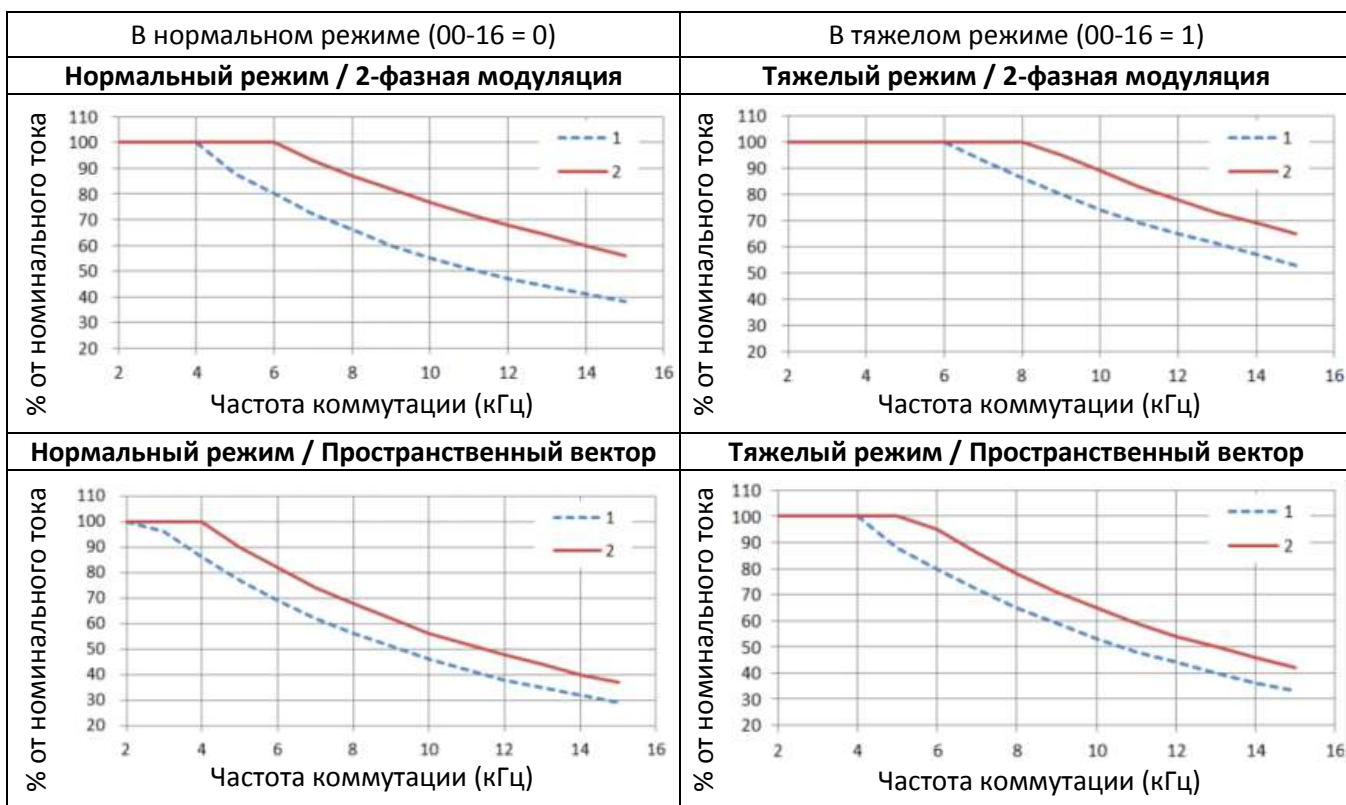 В нормальном режиме (00-16 = 0)
В тяжелом режиме (00-16 = 1)
Нормальный режим / 2-фазная модуляция
Тяжелый режим / 2-фазная модуляция
% от номинального тока
110
100
90
80
70
60
50
40
30
20
2 4 6 8 10 12 14 16
1
2
Частота коммутации (кГц)
% от номинального тока
110
100
90
80
70
60
50
40
30
20
2 4 6 8 10 12 14 16
1
2
Частота коммутации (кГц)
Нормальный режим / Пространственный вектор
Тяжелый режим / Пространственный вектор
% от номинального тока
110
100
90
80
70
60
50
40
30
20
2 4 6 8 10 12 14 16
1
2
Частота коммутации (кГц)
% от номинального тока
110
100
90
80
70
60
50
40
30
20
2 4 6 8 10 12 14 16
1
2
Частота коммутации (кГц)